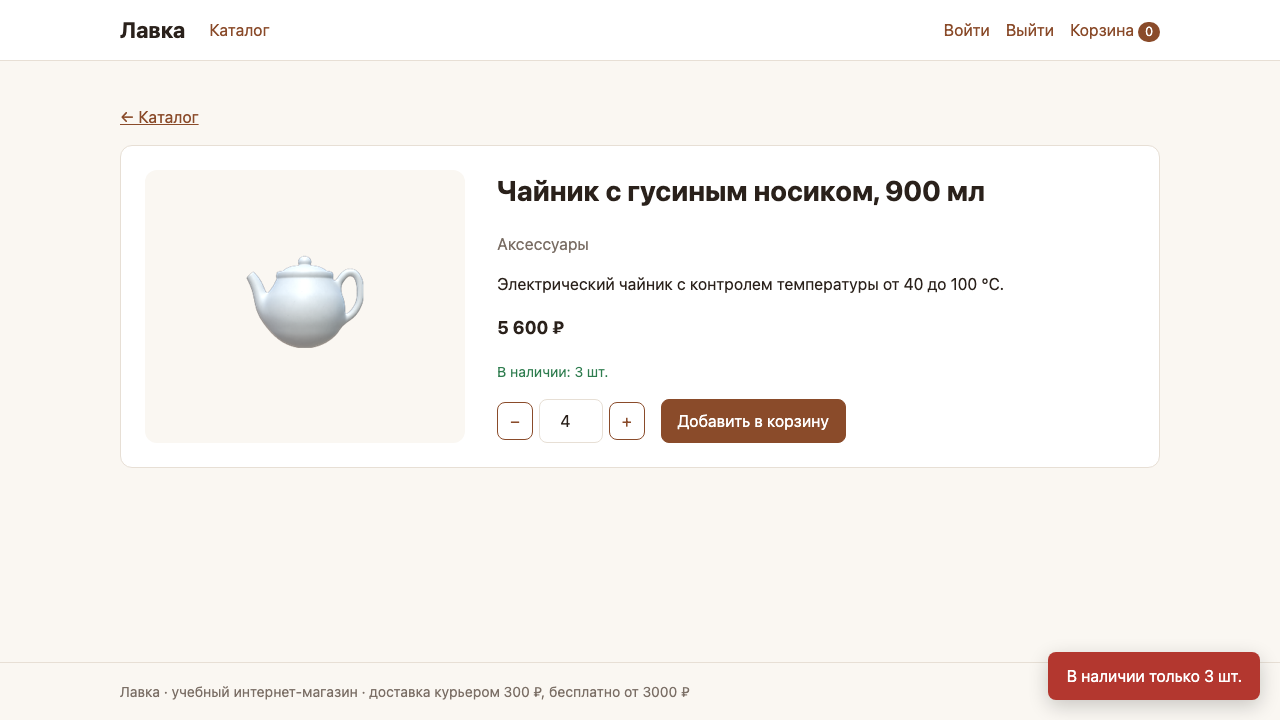 Лавка Каталог Войти Выйти Корзина 0
← Каталог
Чайник с гусиным носиком, 900 мл
Аксессуары
Электрический чайник с контролем температуры от 40 до 100 °C.
5 600 ₽
В наличии: 3 шт.
− 4 + Добавить в корзину
Лавка · учебный интернет-магазин · доставка курьером 300 ₽, бесплатно от 3000 ₽
В наличии только 3 шт.